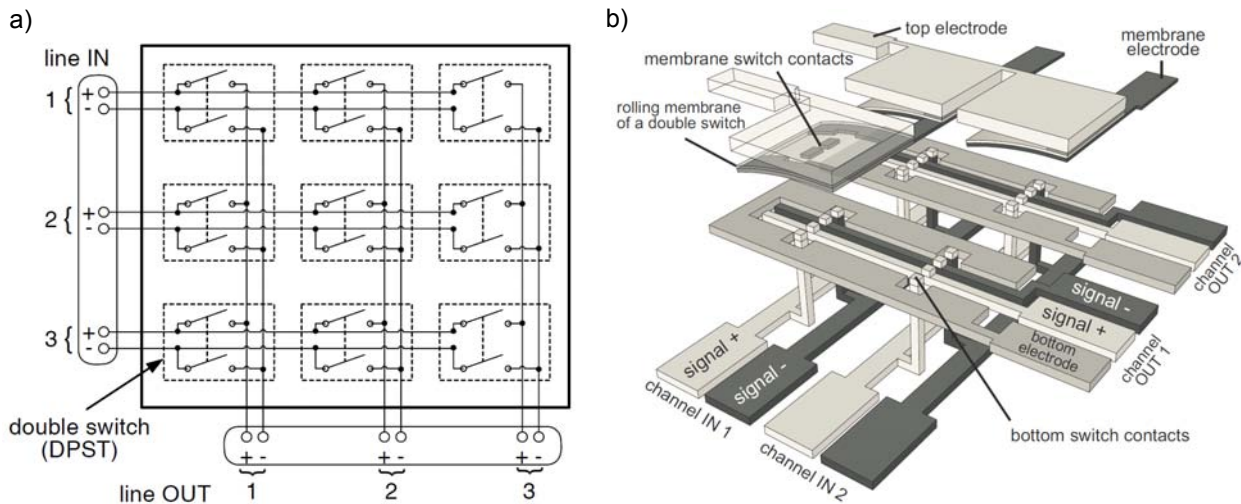 a)
line IN
1 { + -
2 { + -
3 { + -
double switch
(DPST)
+ - + - + -
line OUT 1 2 3
b)
top electrode
membrane
electrode
membrane switch contacts
rolling membrane
of a double switch
channel
OUT 2
signal -
signal +
bottom
electrode
channel
OUT 1
signal +
signal -
channel IN 1
channel IN 2
bottom switch contacts